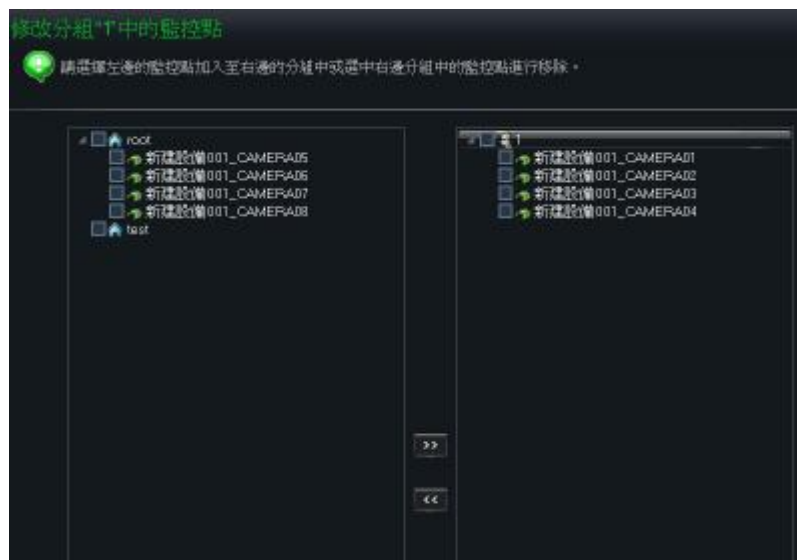 修改分組"1"中的監控點
請選擇左邊的監控點加入至右邊的分組中或選中右邊分組中的監控點進行移除。
root
新建設備001_CAMERA05
新建設備001_CAMERA06
新建設備001_CAMERA07
新建設備001_CAMERA08
test
1
新建設備001_CAMERA01
新建設備001_CAMERA02
新建設備001_CAMERA03
新建設備001_CAMERA04
>>
<<